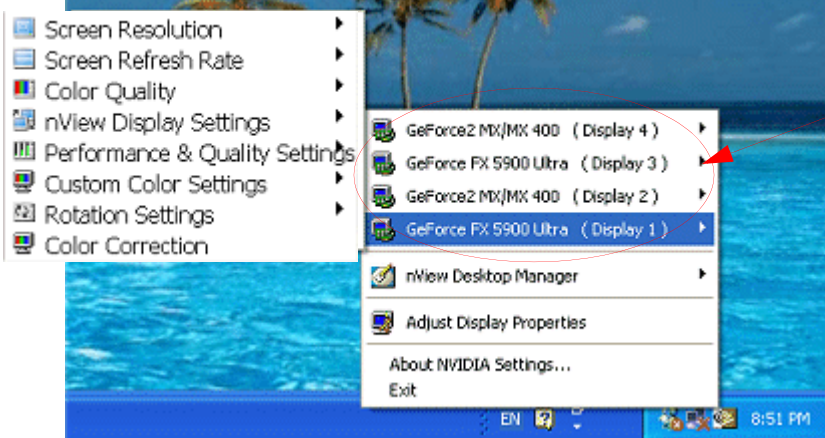 Screen Resolution
Screen Refresh Rate
Color Quality
nView Display Settings
Performance & Quality Settings
Custom Color Settings
Rotation Settings
Color Correction
GeForce2 MX/MX 400 ( Display 4 )
GeForce FX 5900 Ultra ( Display 3 )
GeForce2 MX/MX 400 ( Display 2 )
GeForce FX 5900 Ultra ( Display 1 )
nView Desktop Manager
Adjust Display Properties
About NVIDIA Settings...
Exit
EN
8:51 PM